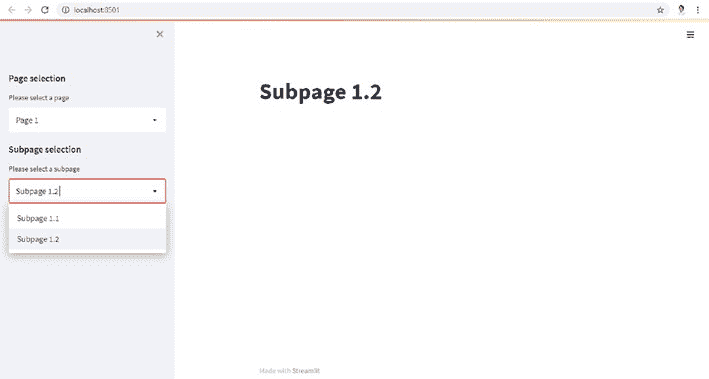 localhost:8501
Page selection
Please select a page
Page 1
Subpage selection
Please select a subpage
Subpage 1.2
Subpage 1.1
Subpage 1.2
Subpage 1.2
Made with Streamlit